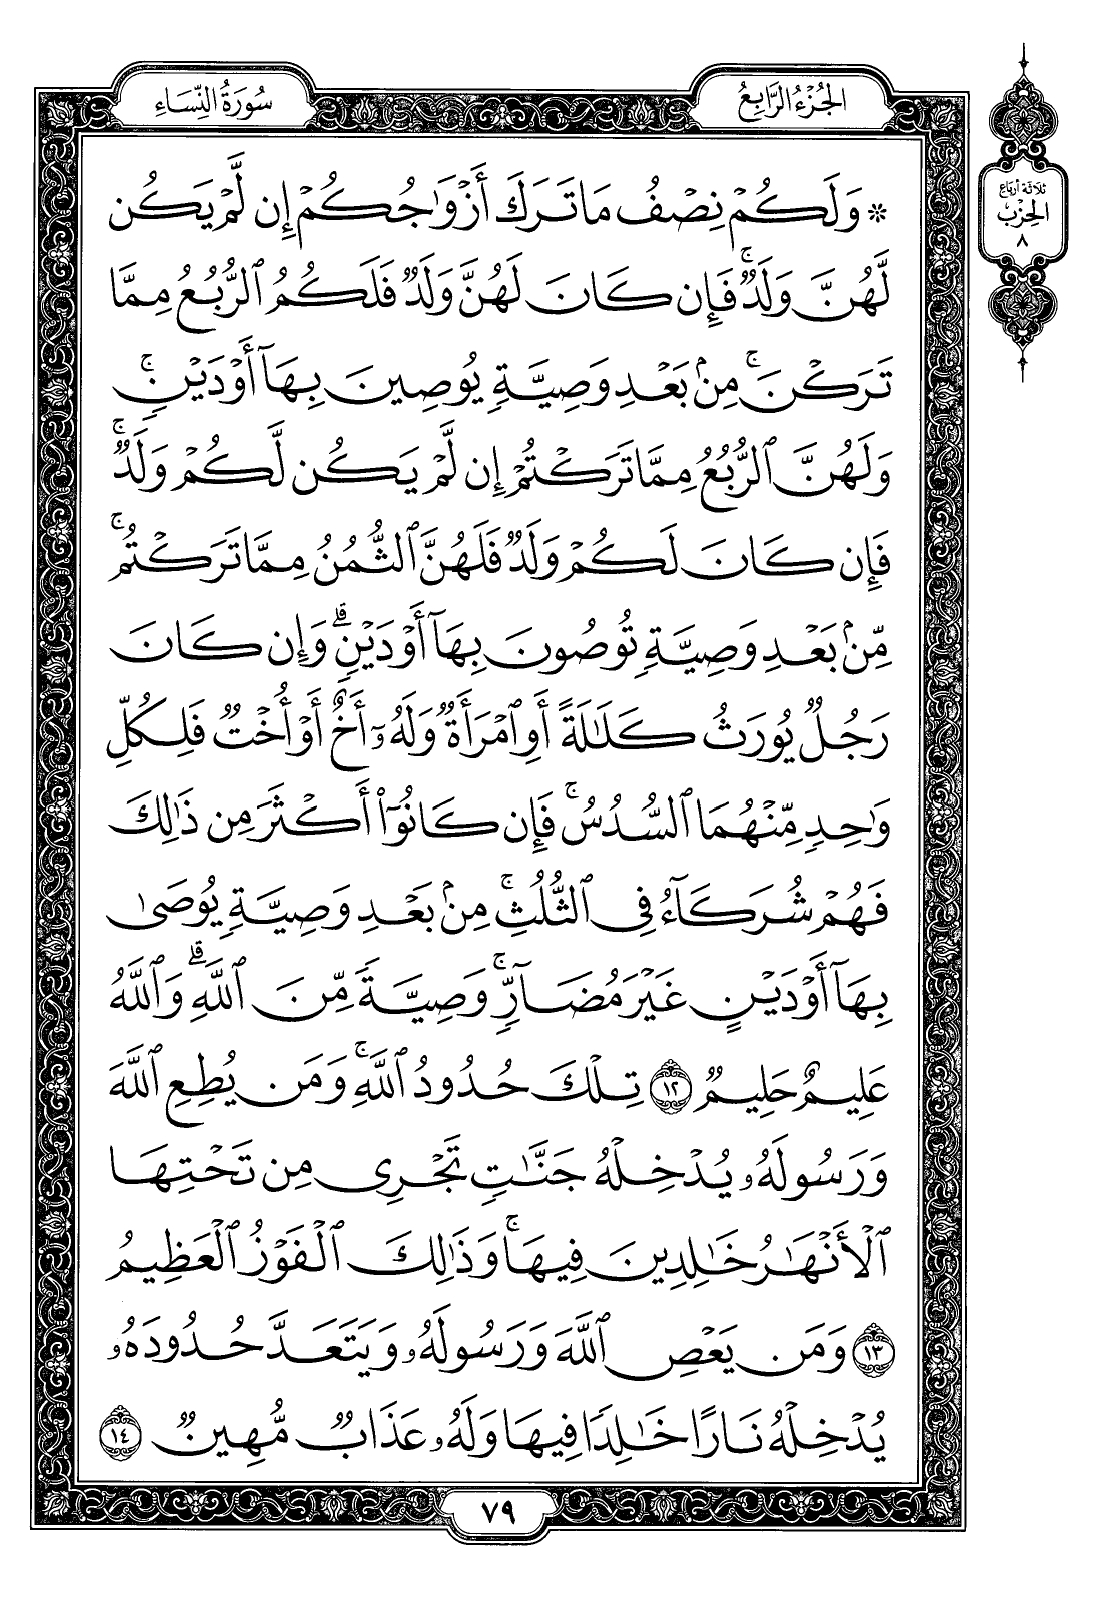 سُورَةُ النِّسَاءِ
الجُزْءُ الرَّابِعُ
ثلاثة أرباع
الحِزْب
٨
۞ وَلَكُمْ نِصْفُ مَا تَرَكَ أَزْوَٰجُكُمْ إِن لَّمْ يَكُن
لَّهُنَّ وَلَدٌ ۚ فَإِن كَانَ لَهُنَّ وَلَدٌ فَلَكُمُ ٱلرُّبُعُ مِمَّا
تَرَكْنَ ۚ مِنۢ بَعْدِ وَصِيَّةٍ يُوصِينَ بِهَآ أَوْ دَيْنٍ ۚ
وَلَهُنَّ ٱلرُّبُعُ مِمَّا تَرَكْتُمْ إِن لَّمْ يَكُن لَّكُمْ وَلَدٌ ۚ
فَإِن كَانَ لَكُمْ وَلَدٌ فَلَهُنَّ ٱلثُّمُنُ مِمَّا تَرَكْتُم ۚ
مِّنۢ بَعْدِ وَصِيَّةٍ تُوصُونَ بِهَآ أَوْ دَيْنٍ ۗ وَإِن كَانَ
رَجُلٌ يُورَثُ كَلَٰلَةً أَوِ ٱمْرَأَةٌ وَلَهُۥٓ أَخٌ أَوْ أُخْتٌ فَلِكُلِّ
وَٰحِدٍ مِّنْهُمَا ٱلسُّدُسُ ۚ فَإِن كَانُوٓا۟ أَكْثَرَ مِن ذَٰلِكَ
فَهُمْ شُرَكَآءُ فِى ٱلثُّلُثِ ۚ مِنۢ بَعْدِ وَصِيَّةٍ يُوصَىٰ
بِهَآ أَوْ دَيْنٍ غَيْرَ مُضَآرٍّ ۚ وَصِيَّةً مِّنَ ٱللَّهِ ۗ وَٱللَّهُ
عَلِيمٌ حَلِيمٌ ١٢ تِلْكَ حُدُودُ ٱللَّهِ ۚ وَمَن يُطِعِ ٱللَّهَ
وَرَسُولَهُۥ يُدْخِلْهُ جَنَّٰتٍ تَجْرِى مِن تَحْتِهَا
ٱلْأَنْهَٰرُ خَٰلِدِينَ فِيهَا ۚ وَذَٰلِكَ ٱلْفَوْزُ ٱلْعَظِيمُ
١٣ وَمَن يَعْصِ ٱللَّهَ وَرَسُولَهُۥ وَيَتَعَدَّ حُدُودَهُۥ
يُدْخِلْهُ نَارًا خَٰلِدًا فِيهَا وَلَهُۥ عَذَابٌ مُّهِينٌ ١٤
٧٩